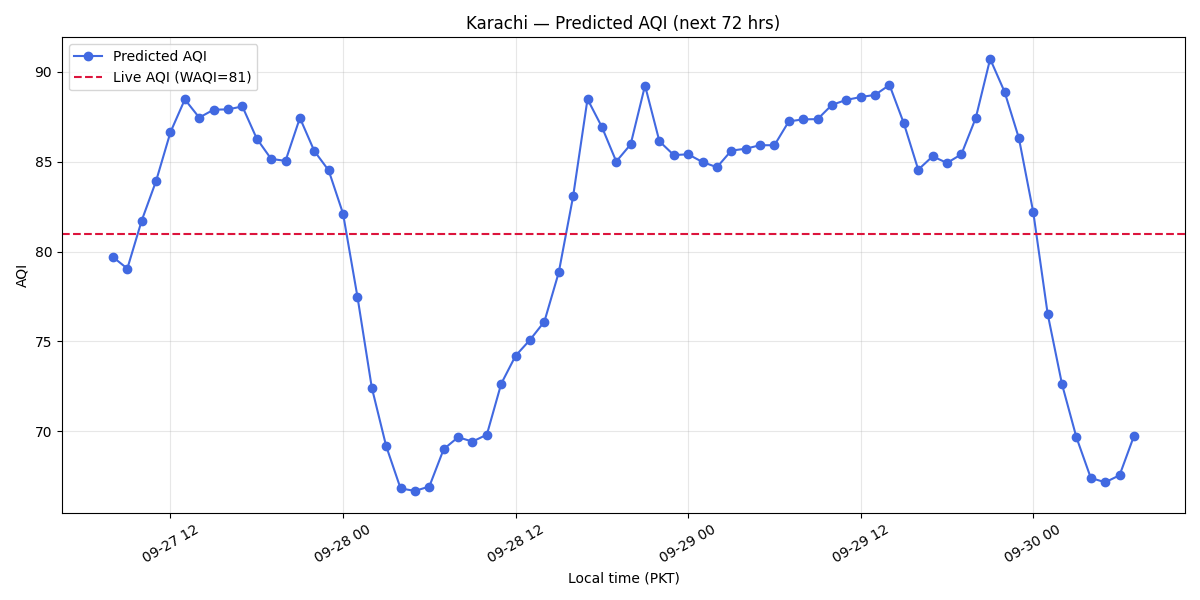 Karachi — Predicted AQI (next 72 hrs)
Predicted AQI
Live AQI (WAQI=81)
AQI
90
85
80
75
70
09-27 12
09-28 00
09-28 12
09-29 00
09-29 12
09-30 00
Local time (PKT)